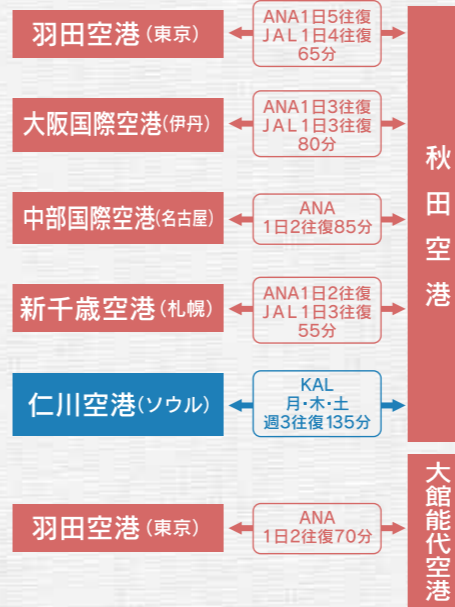 羽田空港(東京)
ANA1日5往復
JAL1日4往復
65分
大阪国際空港(伊丹)
ANA1日3往復
JAL1日3往復
80分
中部国際空港(名古屋)
ANA
1日2往復85分
新千歳空港(札幌)
ANA1日2往復
JAL1日3往復
55分
仁川空港(ソウル)
KAL
月・木・土
週3往復135分
秋田空港
羽田空港(東京)
ANA
1日2往復70分
大館能代空港